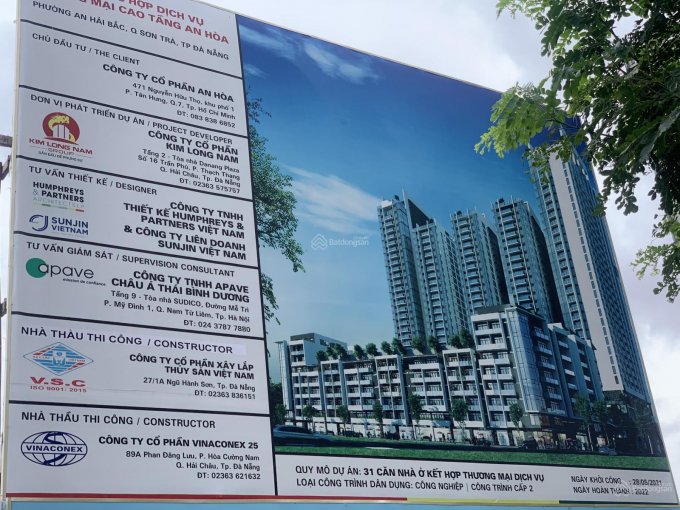 HỢP DỊCH VỤ
MẠI CAO TẦNG AN HÒA
PHƯỜNG AN HẢI BẮC, Q SƠN TRÀ, TP ĐÀ NẴNG
CHỦ ĐẦU TƯ / THE CLIENT
CÔNG TY CỔ PHẦN AN HÒA
471 Nguyễn Hữu Thọ, khu phố 1
P. Tân Hưng, Q.7, Tp. Hồ Chí Minh
ĐT: 083 838 6852
ĐƠN VỊ PHÁT TRIỂN DỰ ÁN / PROJECT DEVELOPER
KIM LONG NAM
GROUP
CÔNG TY CỔ PHẦN
KIM LONG NAM
Tầng 2 - Tòa nhà Danang Plaza
Số 16 Trần Phú, P. Thạch Thang
Q. Hải Châu, Tp. Đà Nẵng
ĐT: 02363 575757
TƯ VẤN THIẾT KẾ / DESIGNER
HUMPHREYS &
PARTNERS
SUNJIN
VIETNAM
CÔNG TY TNHH
THIẾT KẾ HUMPHREYS &
PARTNERS VIỆT NAM
& CÔNG TY LIÊN DOANH
SUNJIN VIỆT NAM
TƯ VẤN GIÁM SÁT / SUPERVISION CONSULTANT
apave
mission de confiance.
CÔNG TY TNHH APAVE
CHÂU Á THÁI BÌNH DƯƠNG
Tầng 9 - Tòa nhà SUDICO, Đường Mễ Trì
P. Mỹ Đình 1, Q. Nam Từ Liêm, Tp. Hà Nội
ĐT: 024 3787 7880
NHÀ THẦU THI CÔNG / CONSTRUCTOR
V.S.C
ISO 9001: 2015
CÔNG TY CỔ PHẦN XÂY LẮP
THỦY SẢN VIỆT NAM
27/1A Ngũ Hành Sơn, Tp. Đà Nẵng
ĐT: 02363 836151
NHÀ THẦU THI CÔNG / CONSTRUCTOR
VINACONEX
CÔNG TY CỔ PHẦN VINACONEX 25
89A Phan Đăng Lưu, P. Hòa Cường Nam
Q. Hải Châu, Tp. Đà Nẵng
ĐT: 02363 621632
Batdongsan
QUY MÔ DỰ ÁN: 31 CĂN NHÀ Ở KẾT HỢP THƯƠNG MẠI DỊCH VỤ
LOẠI CÔNG TRÌNH DÂN DỤNG: CÔNG NGHIỆP | CÔNG TRÌNH CẤP 2
NGÀY KHỞI CÔNG : 28/05/2021
NGÀY HOÀN THÀNH : 2022